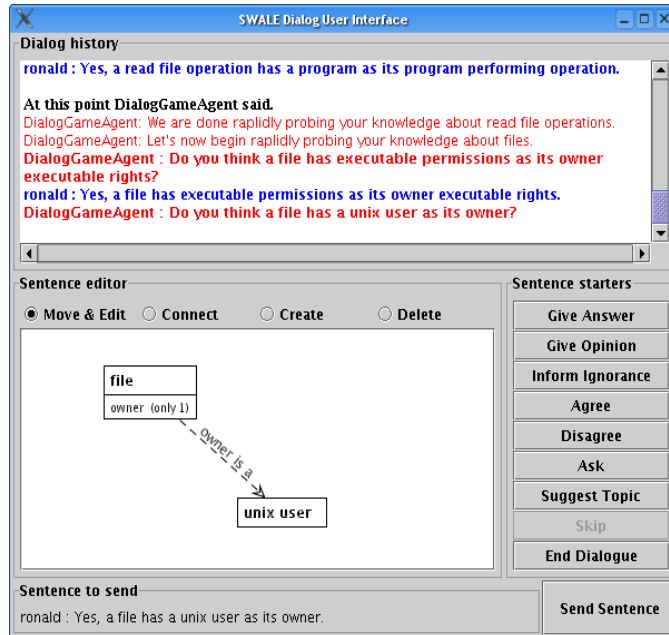 SWALE Dialog User Interface
Dialog history
ronald : Yes, a read file operation has a program as its program performing operation.
At this point DialogGameAgent said.
DialogGameAgent: We are done raplidly probing your knowledge about read file operations.
DialogGameAgent: Let's now begin raplidly probing your knowledge about files.
DialogGameAgent : Do you think a file has executable permissions as its owner
executable rights?
ronald : Yes, a file has executable permissions as its owner executable rights.
DialogGameAgent : Do you think a file has a unix user as its owner?
Sentence editor
Move & Edit
Connect
Create
Delete
file
owner (only 1)
owner is a
unix user
Sentence starters
Give Answer
Give Opinion
Inform Ignorance
Agree
Disagree
Ask
Suggest Topic
Skip
End Dialogue
Sentence to send
ronald : Yes, a file has a unix user as its owner.
Send Sentence